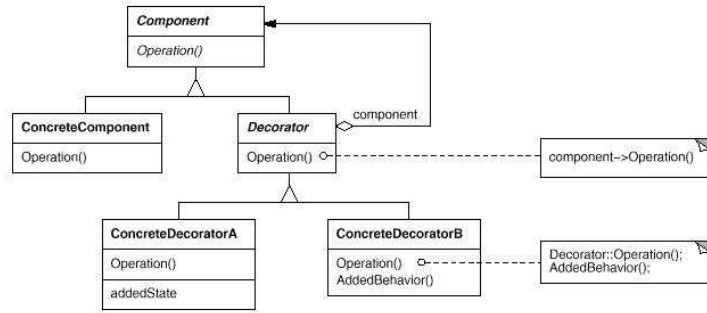 Component
Operation()
component
ConcreteComponent
Operation()
Decorator
Operation()
component->Operation()
ConcreteDecoratorA
Operation()
addedState
ConcreteDecoratorB
Operation()
AddedBehavior()
Decorator::Operation();
AddedBehavior();